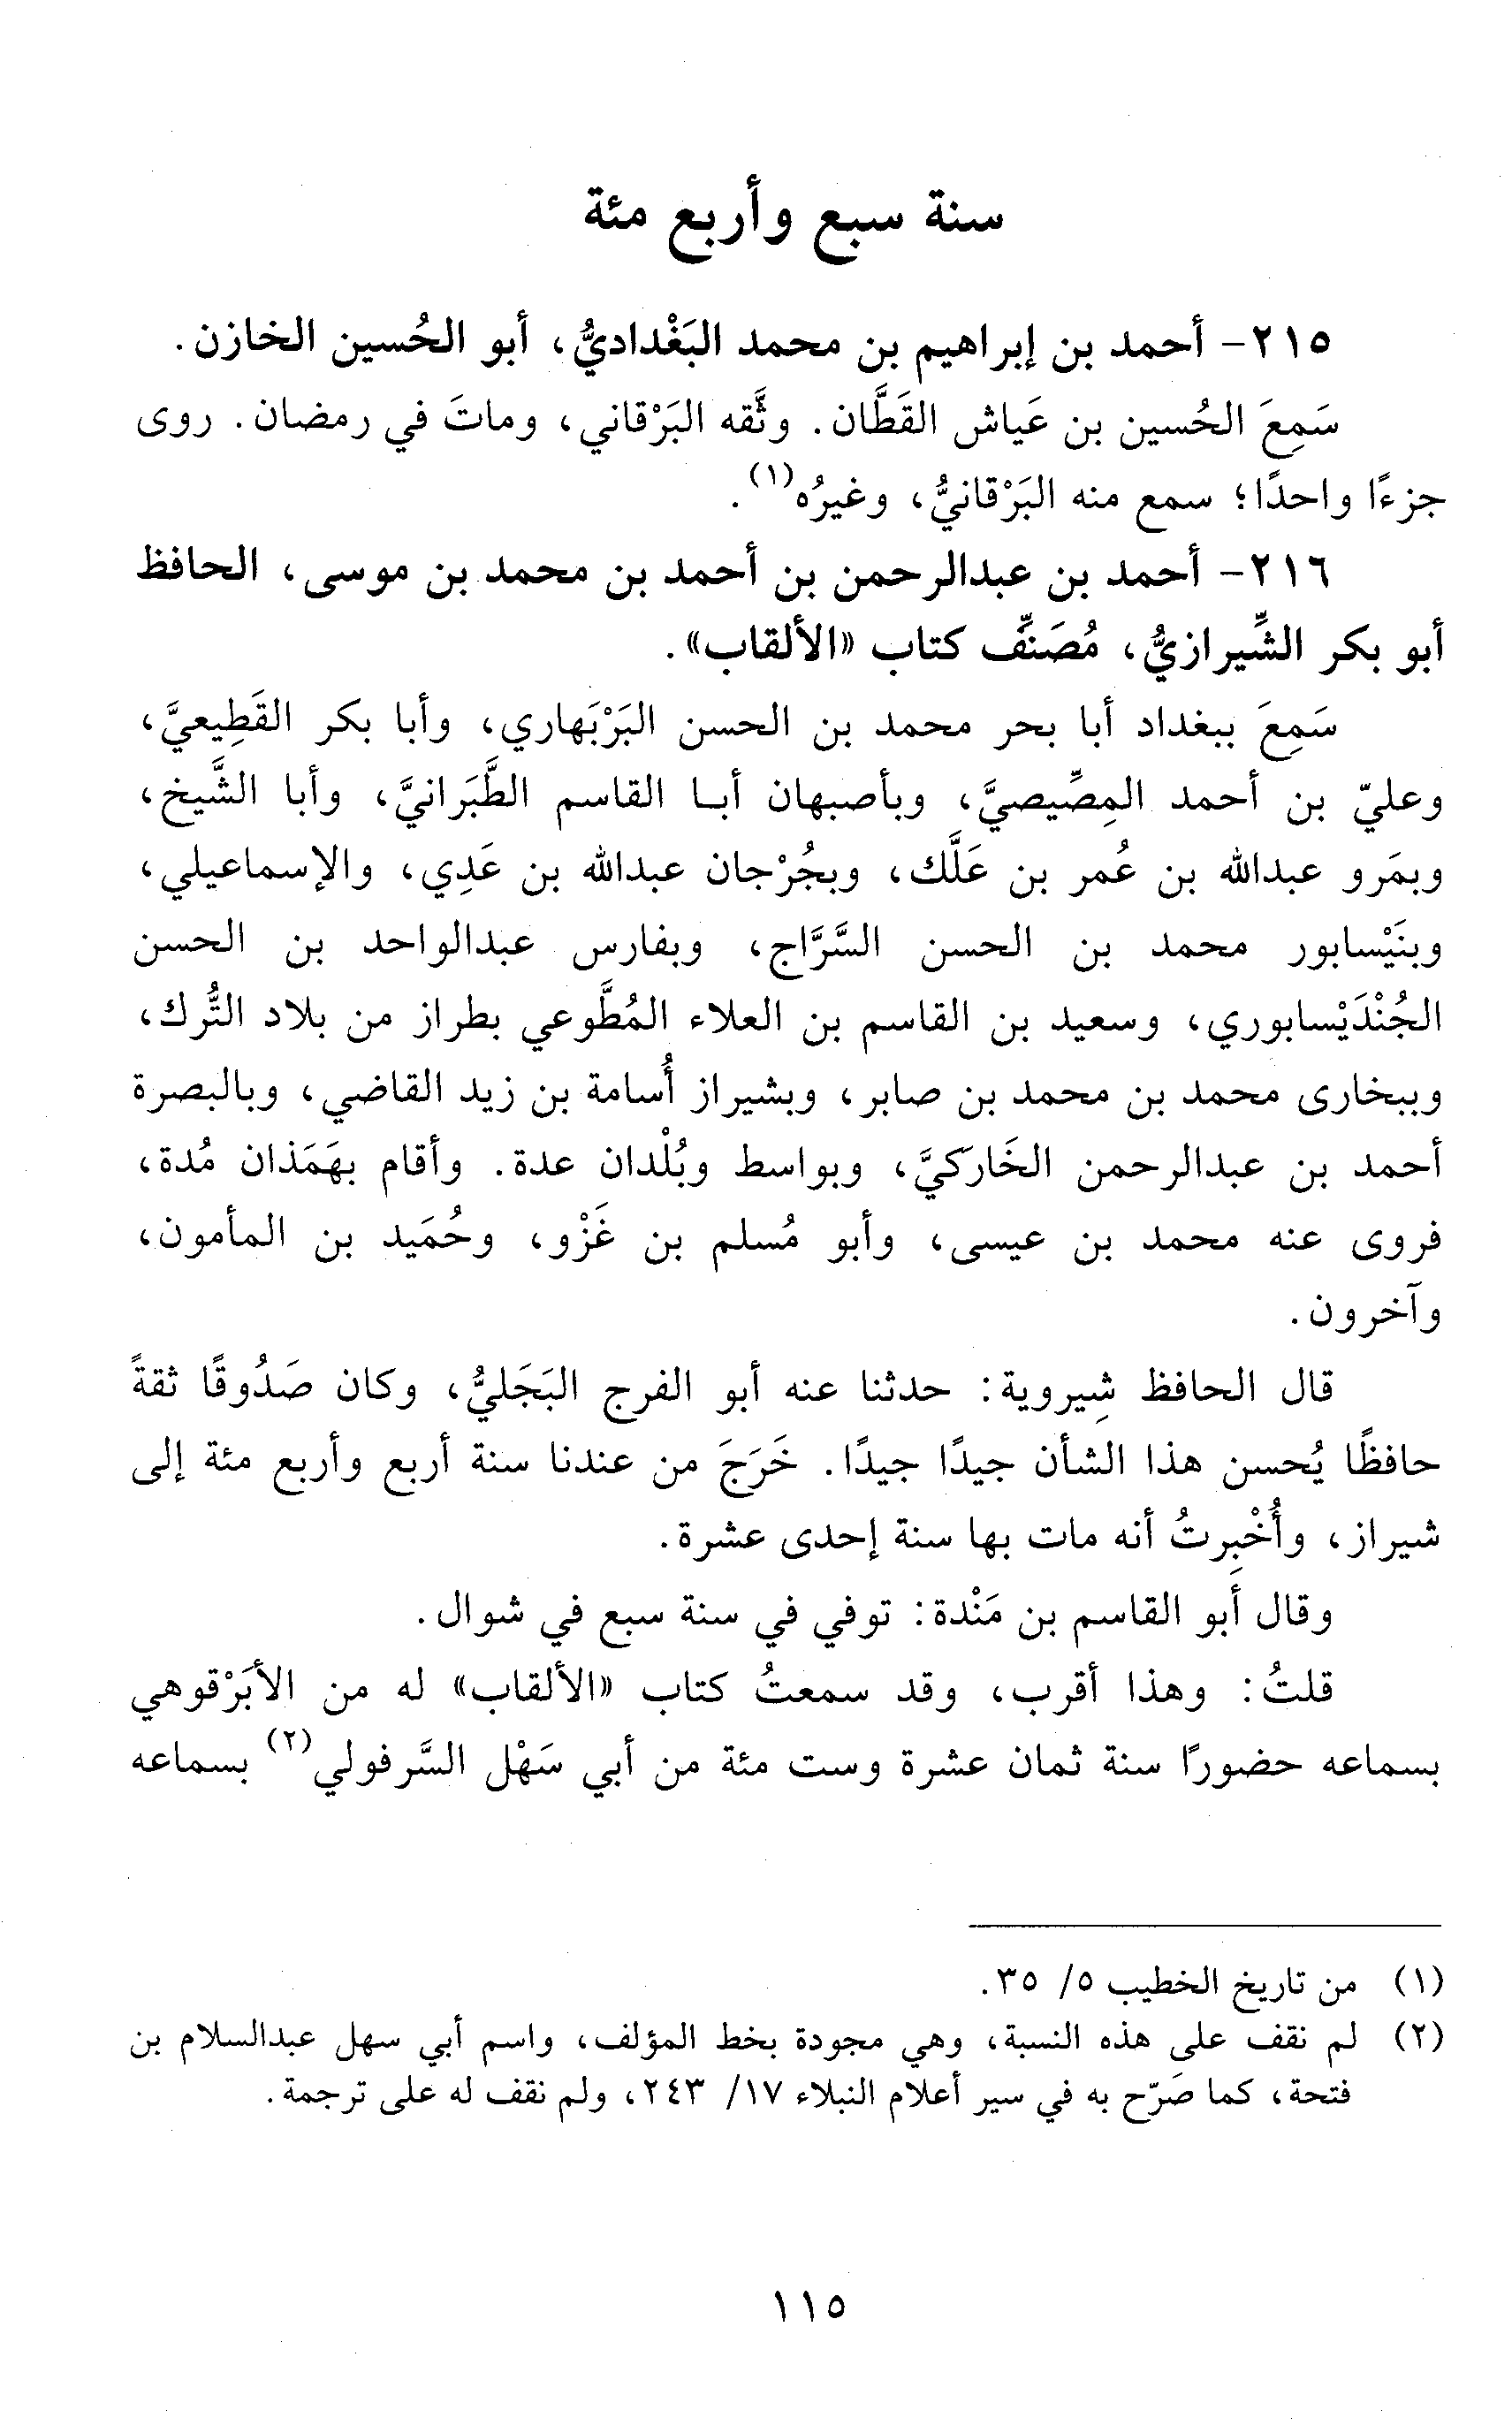 سنة سبع وأربع مئة
٢١٥- أحمد بن إبراهيم بن محمد البَغْداديُّ، أبو الحُسين الخازن.
سَمِعَ الحُسين بن عَياش القَطَّان. وثَّقه البَرْقاني، وماتَ في رمضان. روى
جزءًا واحدًا؛ سمع منه البَرْقانيُّ، وغيرُه(١).
٢١٦- أحمد بن عبدالرحمن بن أحمد بن محمد بن موسى، الحافظ
أبو بكر الشِّيرازيُّ، مُصَنِّف كتاب «الألقاب».
سَمِعَ ببغداد أبا بحر محمد بن الحسن البَرْبَهاري، وأبا بكر القَطِيعيَّ،
وعليّ بن أحمد المِصِّيصيَّ، وبأصبهان أبـا القاسم الطَّبَرانيَّ، وأبا الشَّيخ،
وبمَرو عبدالله بن عُمر بن عَلَّك، وبجُرْجان عبدالله بن عَدِي، والإسماعيلي،
وبنَيْسابور محمد بن الحسن السَّرَّاج، وبفارس عبدالواحد بن الحسن
الجُنْدَيْسابوري، وسعيد بن القاسم بن العلاء المُطَّوعي بطراز من بلاد التُّرك،
وببخارى محمد بن محمد بن صابر، وبشيراز أُسامة بن زيد القاضي، وبالبصرة
أحمد بن عبدالرحمن الخَاركيَّ، وبواسط وبُلْدان عدة. وأقام بهَمَذان مُدة،
فروى عنه محمد بن عيسى، وأبو مُسلم بن غَزْو، وحُمَيد بن المأمون،
وآخرون.
قال الحافظ شِيروية: حدثنا عنه أبو الفرج البَجَليُّ، وكان صَدُوقًا ثقةً
حافظًا يُحسن هذا الشأن جيدًا جيدًا. خَرَجَ من عندنا سنة أربع وأربع مئة إلى
شيراز، وأُخْبِرتُ أنه مات بها سنة إحدى عشرة.
وقال أبو القاسم بن مَنْدة: توفي في سنة سبع في شوال.
قلتُ: وهذا أقرب، وقد سمعتُ كتاب «الألقاب» له من الأبَرْقوهي
بسماعه حضورًا سنة ثمان عشرة وست مئة من أبي سَهْل السَّرفولي(٢) بسماعه
(١) من تاريخ الخطيب ٥/ ٣٥.
(٢) لم نقف على هذه النسبة، وهي مجودة بخط المؤلف، واسم أبي سهل عبدالسلام بن
فتحة، كما صَرّح به في سير أعلام النبلاء ١٧/ ٢٤٣، ولم نقف له على ترجمة.
١١٥